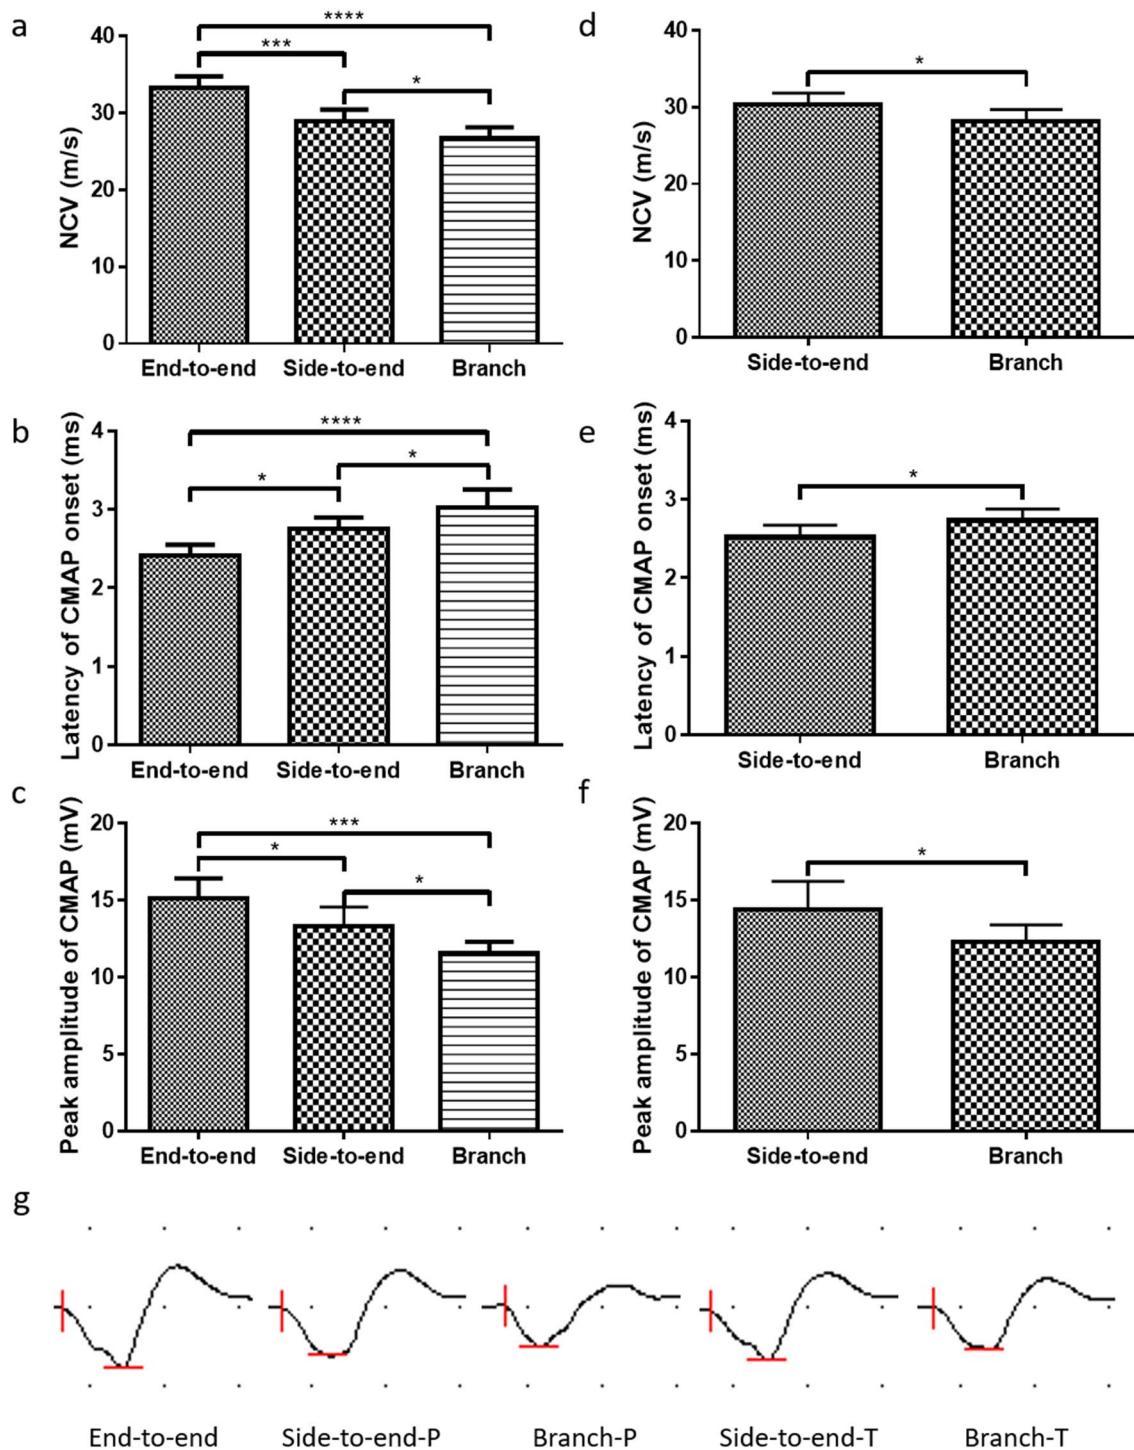 a
****
***
*
NCV (m/s)
40
30
20
10
0
End-to-end Side-to-end Branch
d
*
NCV (m/s)
40
30
20
10
0
Side-to-end Branch
b
****
*
*
Latency of CMAP onset (ms)
4
3
2
1
0
End-to-end Side-to-end Branch
e
*
Latency of CMAP onset (ms)
4
3
2
1
0
Side-to-end Branch
c
***
*
*
Peak amplitude of CMAP (mV)
20
15
10
5
0
End-to-end Side-to-end Branch
f
*
Peak amplitude of CMAP (mV)
20
15
10
5
0
Side-to-end Branch
g
End-to-end Side-to-end-P Branch-P Side-to-end-T Branch-T